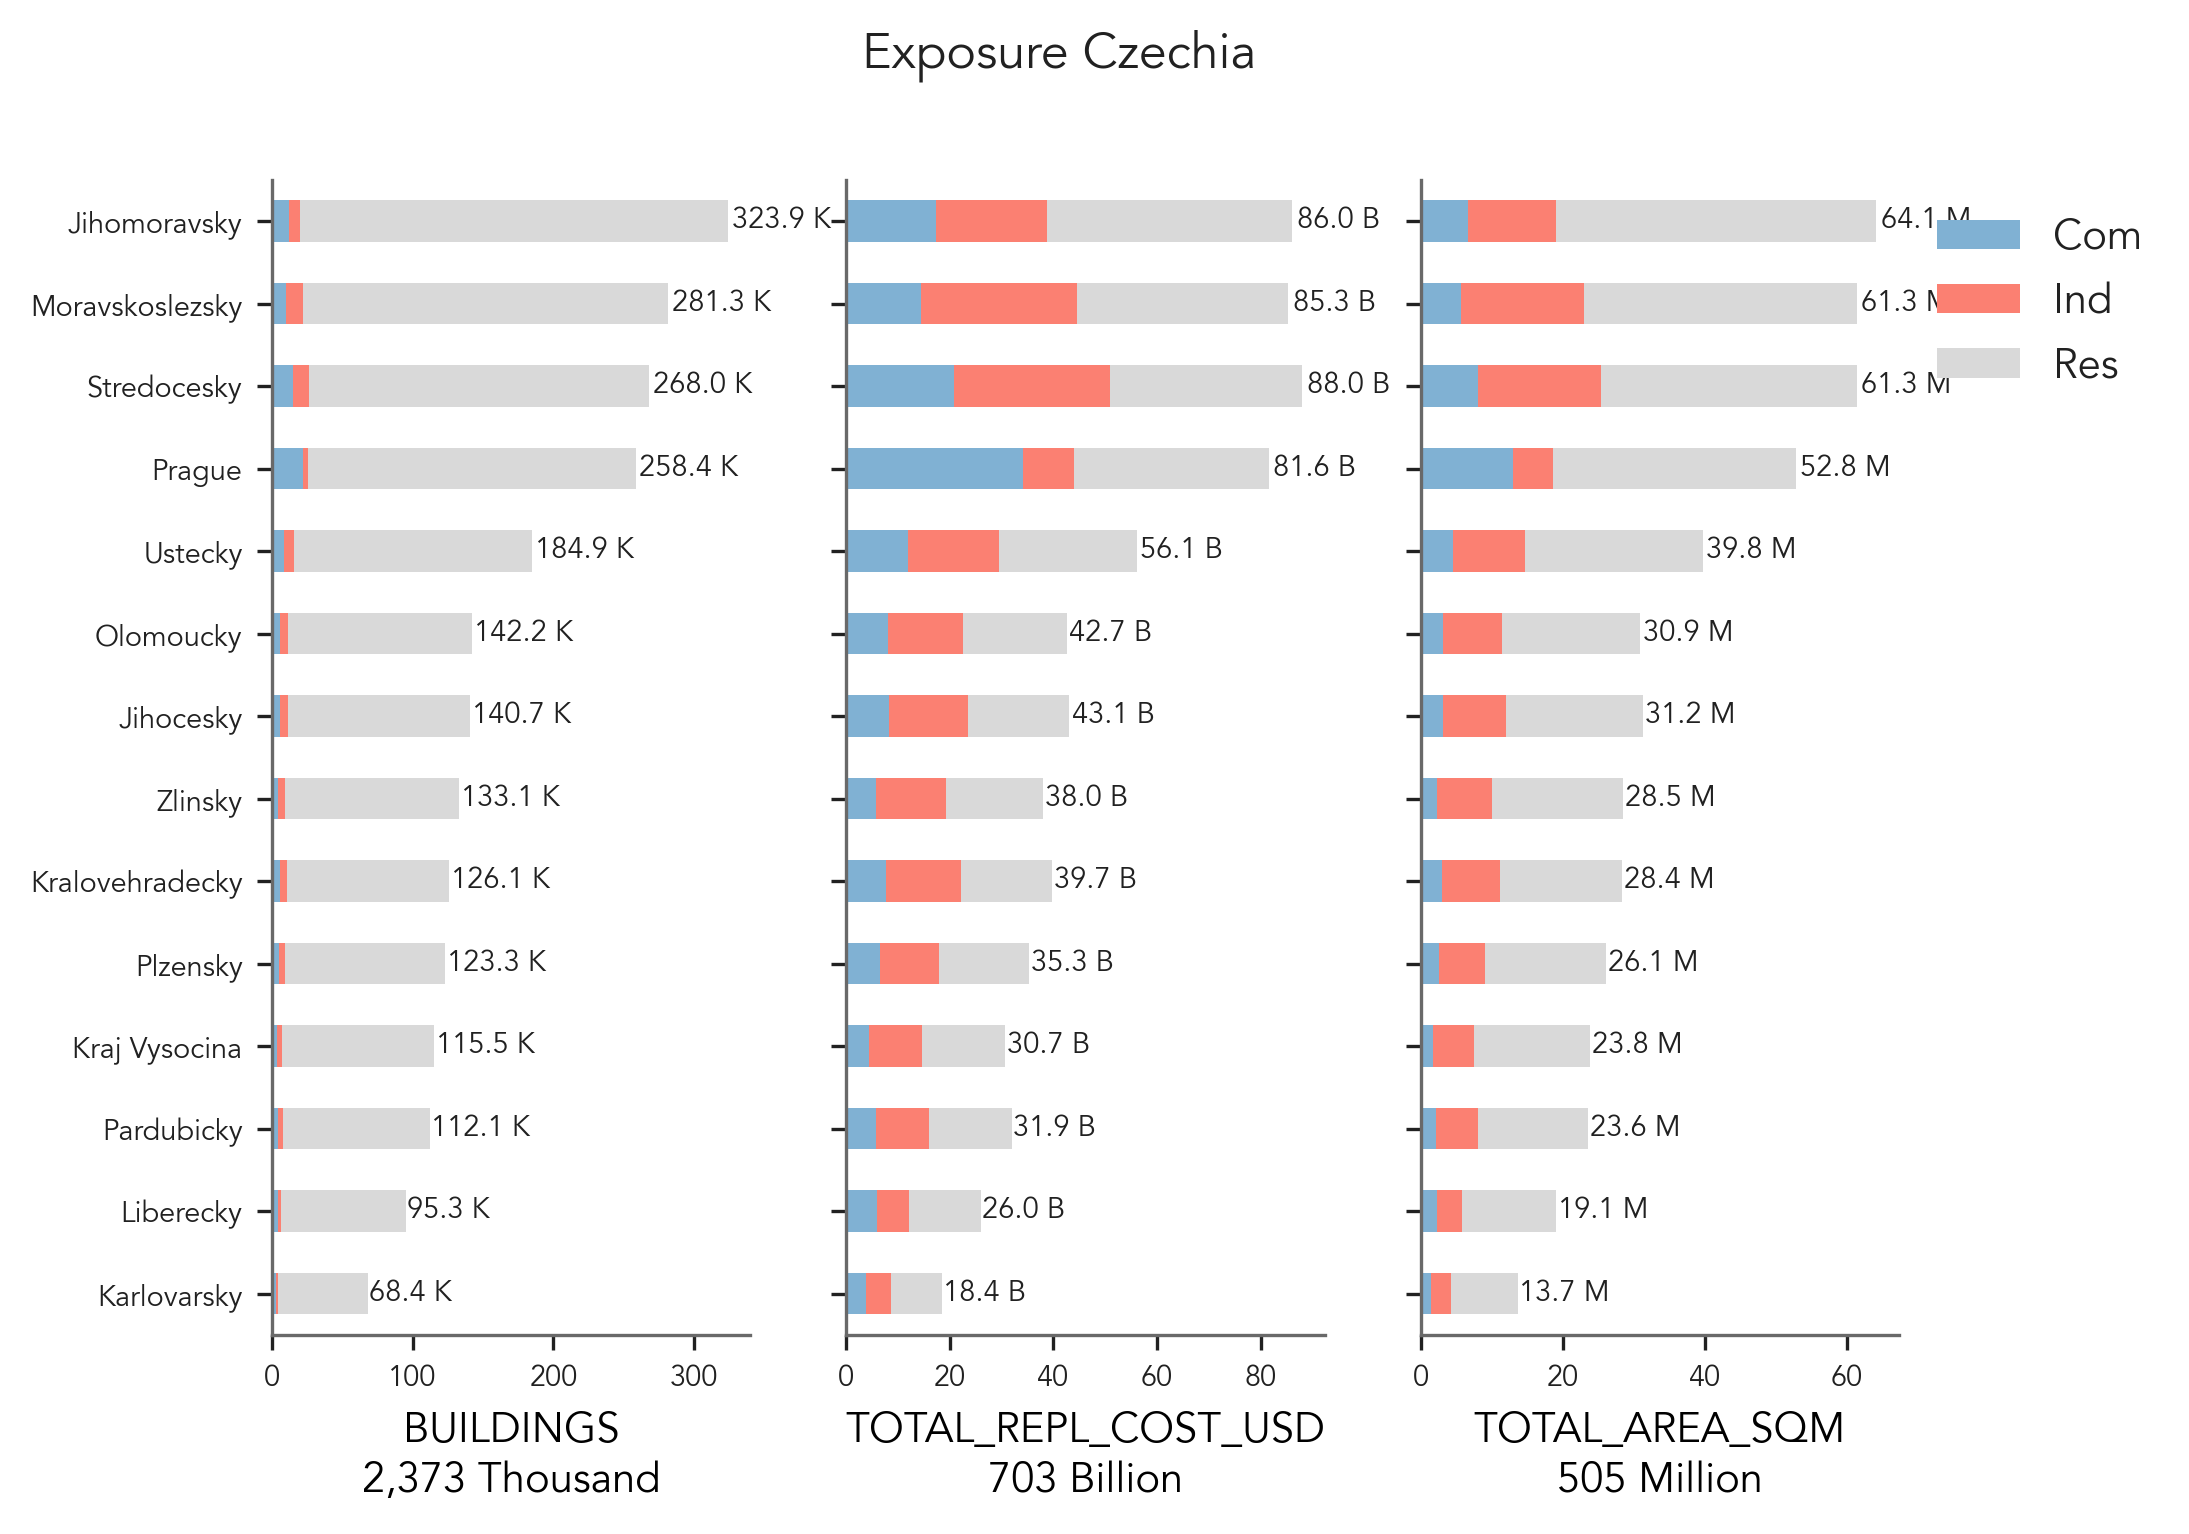 Exposure Czechia
Jihomoravsky 323.9 K 86.0 B 64.1 M
Moravskoslezsky 281.3 K 85.3 B 61.3 M
Stredocesky 268.0 K 88.0 B 61.3 M
Prague 258.4 K 81.6 B 52.8 M
Ustecky 184.9 K 56.1 B 39.8 M
Olomoucky 142.2 K 42.7 B 30.9 M
Jihocesky 140.7 K 43.1 B 31.2 M
Zlinsky 133.1 K 38.0 B 28.5 M
Kralovehradecky 126.1 K 39.7 B 28.4 M
Plzensky 123.3 K 35.3 B 26.1 M
Kraj Vysocina 115.5 K 30.7 B 23.8 M
Pardubicky 112.1 K 31.9 B 23.6 M
Liberecky 95.3 K 26.0 B 19.1 M
Karlovarsky 68.4 K 18.4 B 13.7 M
0 100 200 300
0 20 40 60 80
0 20 40 60
BUILDINGS
2,373 Thousand
TOTAL_REPL_COST_USD
703 Billion
TOTAL_AREA_SQM
505 Million
Com
Ind
Res